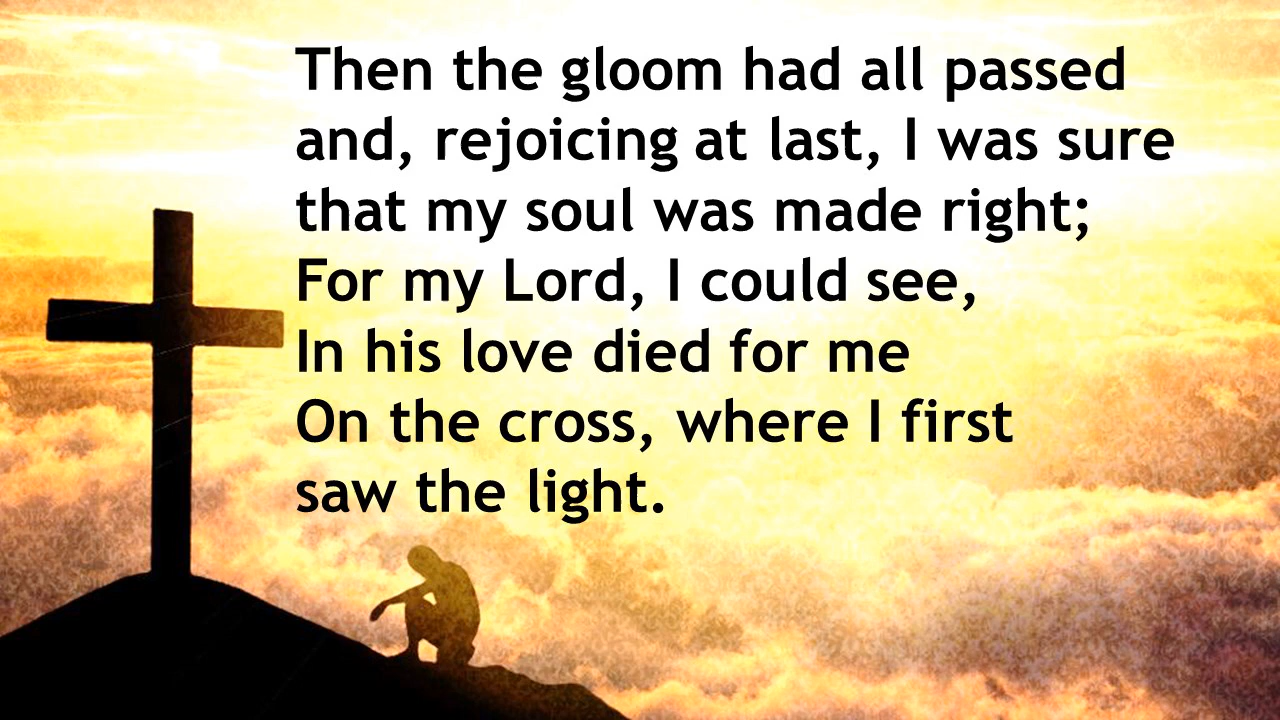 Then the gloom had all passed
and, rejoicing at last, I was sure
that my soul was made right;
For my Lord, I could see,
In his love died for me
On the cross, where I first
saw the light.